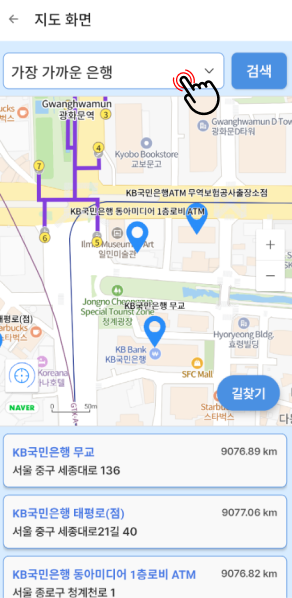 지도 화면
가장 가까운 은행
검색
Gwanghwamun
광화문역
3
Gwanghwamun D Tow
광화문D타워
4
Kyobo Bookstore
교보문고
7
KB국민은행ATM 무역보험공사출장소점
KB국민은행 동아미디어 1층로비(ATM)
6
5
Ilmin Museum of Art
일민미술관
+
−
Jongno Cheonggye
Special Tourist Zone
청계광장
KB국민은행 무교
태평로(점)
KB Bank
KB국민은행
Hyoryeong Bldg.
효령빌딩
Koreana
SFC Mall
길찾기
NAVER
0
50m
스타벅스
KB국민은행 무교
9076.89 km
서울 중구 세종대로 136
KB국민은행 태평로(점)
9077.06 km
서울 중구 세종대로21길 40
KB국민은행 동아미디어 1층로비 ATM
9076.82 km
서울 종로구 청계천로 1